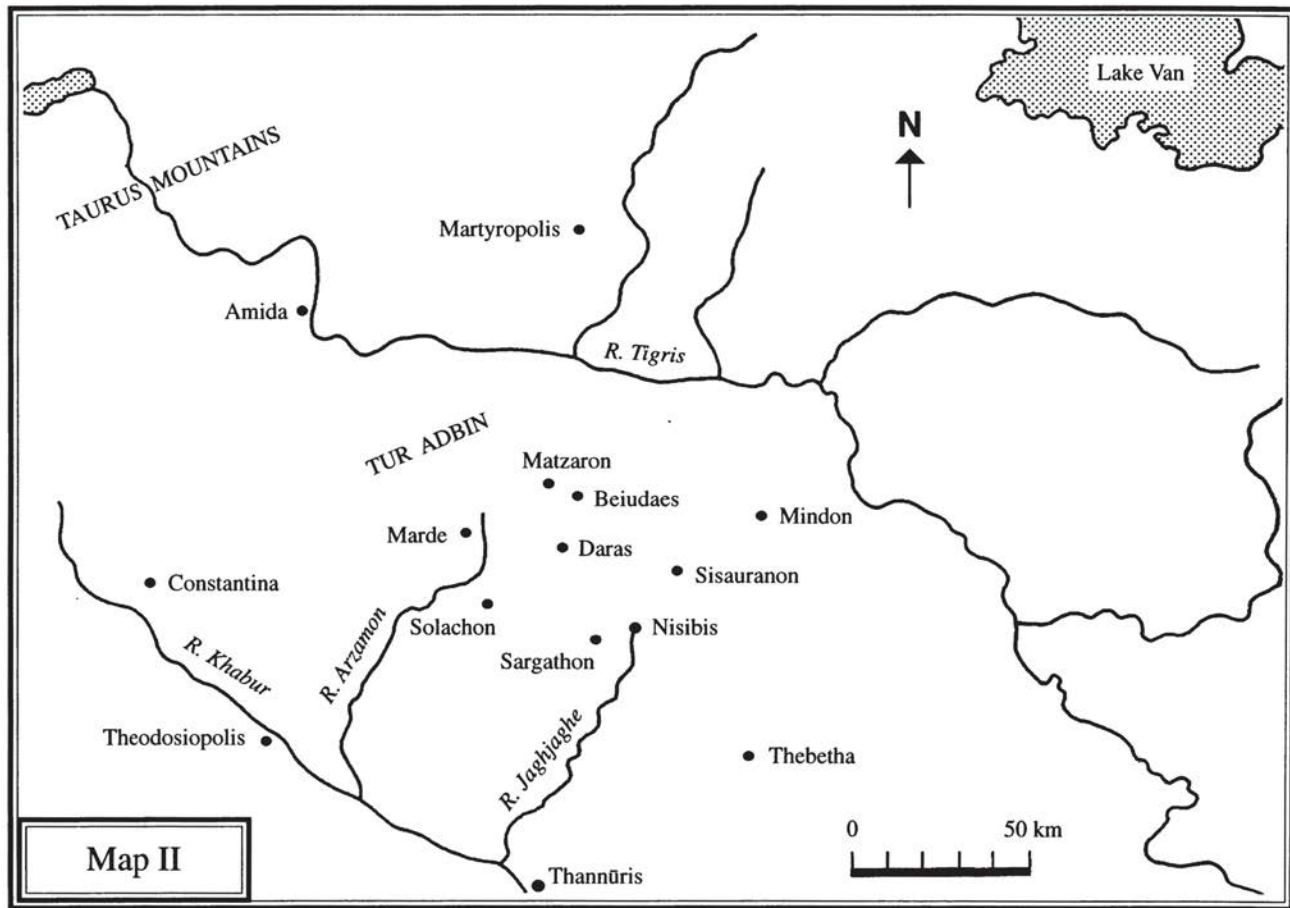 Lake Van
N
TAURUS MOUNTAINS
Martyropolis
Amida
R. Tigris
TUR ADBIN
Matzaron
Beiudaes
Mindon
Marde
Daras
Sisauranon
Constantina
Solachon
Nisibis
Sargathon
R. Arzamon
R. Khabur
Theodosiopolis
R. Jaghjaghe
Thebetha
0 50 km
Map II
Thannūris